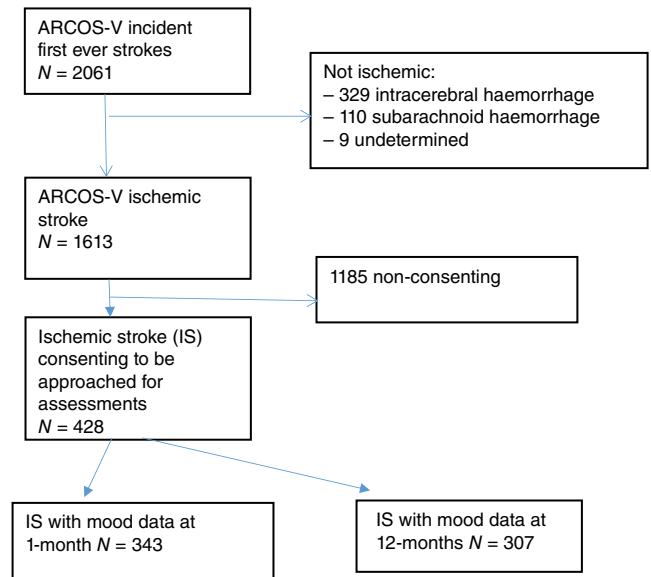 ARCOS-V incident
first ever strokes
N = 2061
Not ischemic:
– 329 intracerebral haemorrhage
– 110 subarachnoid haemorrhage
– 9 undetermined
ARCOS-V ischemic
stroke
N = 1613
1185 non-consenting
Ischemic stroke (IS)
consenting to be
approached for
assessments
N = 428
IS with mood data at
1-month N = 343
IS with mood data at
12-months N = 307